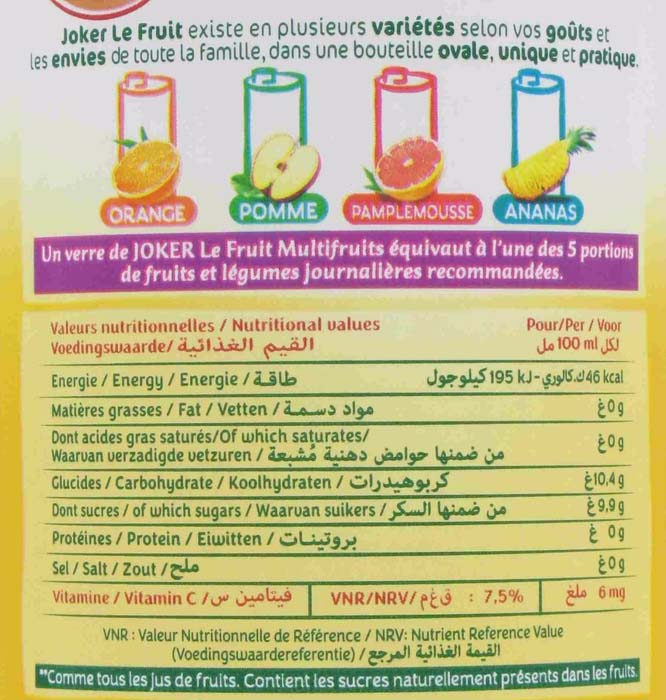 Joker Le Fruit existe en plusieurs variétés selon vos goûts et
les envies de toute la famille, dans une bouteille ovale, unique et pratique.
ORANGE
POMME
PAMPLEMOUSSE
ANANAS
Un verre de JOKER Le Fruit Multifruits équivaut à l'une des 5 portions
de fruits et légumes journalières recommandées.
Valeurs nutritionnelles / Nutritional values
Voedingswaarde/ القيم الغذائية
Pour/Per / Voor
لكل 100 ml مل
Energie / Energy / Energie / طاقة
195 kJ كيلوجول - 46 kcal ك.كالوري
Matières grasses / Fat / Vetten / مواد دسمة
0 g غ
Dont acides gras saturés/Of which saturates/
Waarvan verzadigde vetzuren / من ضمنها حوامض دهنية مُشبعة
0 g غ
Glucides / Carbohydrate / Koolhydraten / كربوهيدرات
10,4 g غ
Dont sucres / of which sugars / Waarvan suikers / من ضمنها السكر
9,9 g غ
Protéines / Protein / Eiwitten / بروتينات
0 g غ
Sel / Salt / Zout / ملح
0 g غ
Vitamine / Vitamin C / فيتامين س
VNR/NRV/ ق غ م : 7,5%
6 mg ملغ
VNR : Valeur Nutritionnelle de Référence / NRV: Nutrient Reference Value
(Voedingswaardereferentie) / القيمة الغذائية المرجع
**Comme tous les jus de fruits. Contient les sucres naturellement présents dans les fruits.